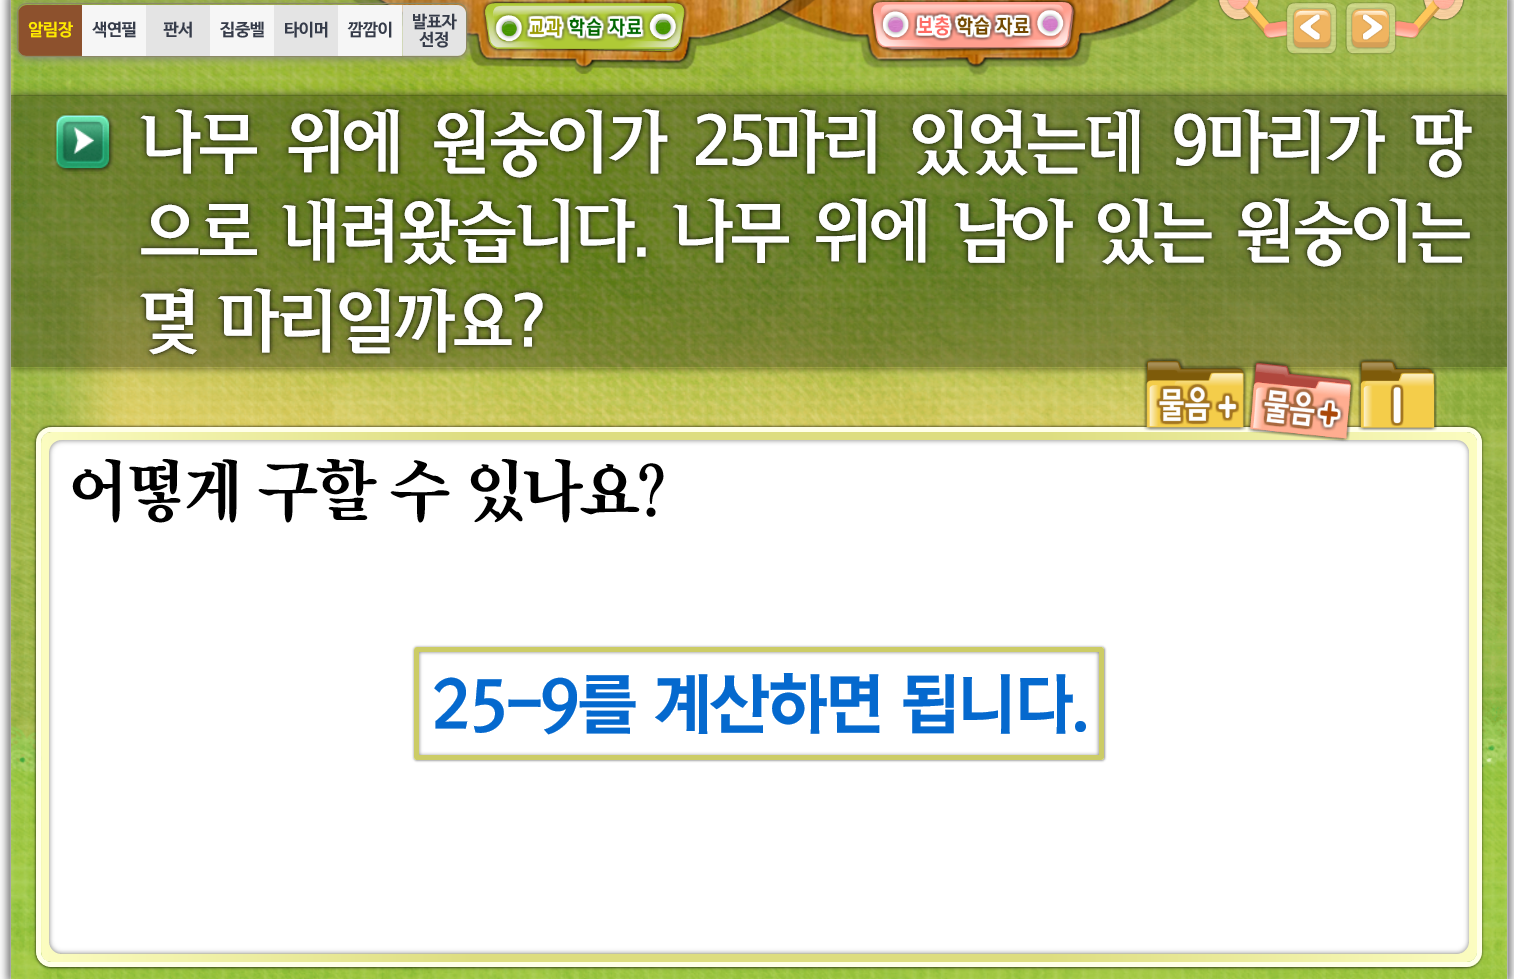 알림장 색연필 판서 집중벨 타이머 깜깜이 발표자 선정
교과 학습 자료 보충 학습 자료
나무 위에 원숭이가 25마리 있었는데 9마리가 땅
으로 내려왔습니다. 나무 위에 남아 있는 원숭이는
몇 마리일까요?
물음+ 물음+ 1
어떻게 구할 수 있나요?
25-9를 계산하면 됩니다.